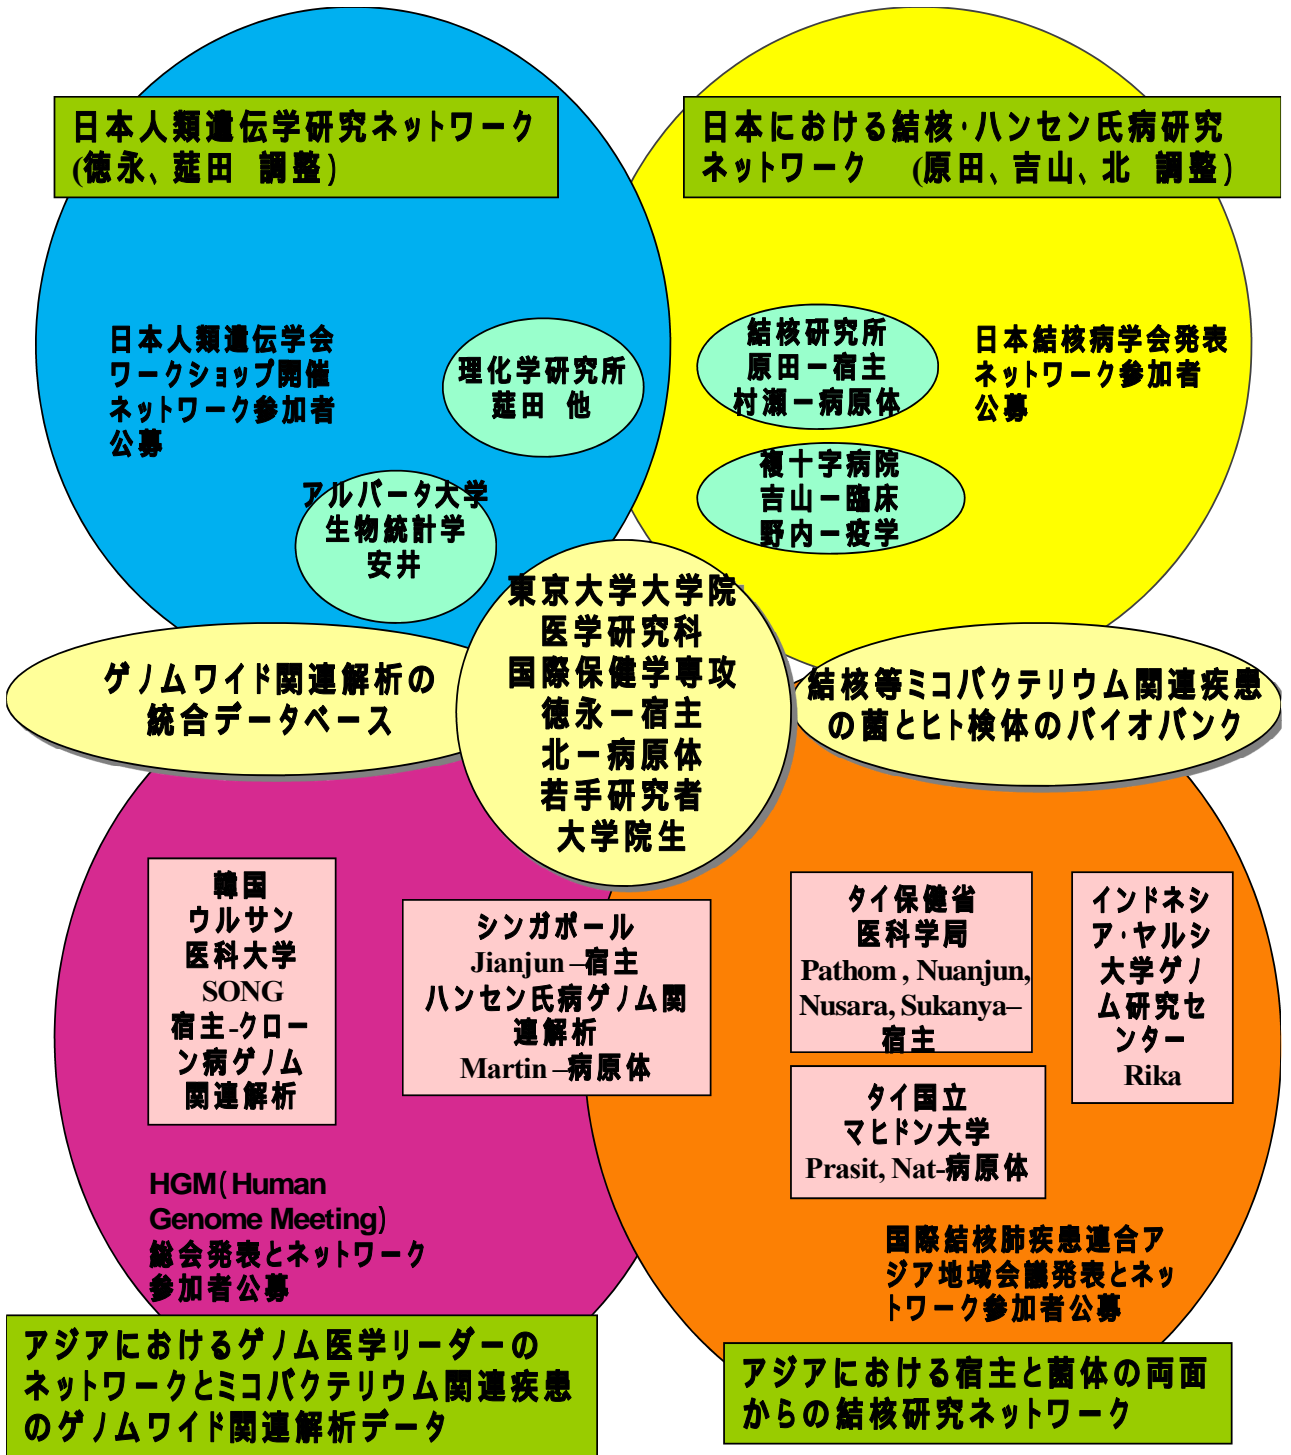 日本人類遺伝学研究ネットワーク
(徳永、莚田　調整)
日本における結核・ハンセン氏病研究
ネットワーク　(原田、吉山、北　調整)
日本人類遺伝学会
ワークショップ開催
ネットワーク参加者
公募
理化学研究所
莚田　他
アルバータ大学
生物統計学
安井
結核研究所
原田ー宿主
村瀬ー病原体
複十字病院
吉山ー臨床
野内ー疫学
日本結核病学会発表
ネットワーク参加者
公募
東京大学大学院
医学研究科
国際保健学専攻
徳永ー宿主
北ー病原体
若手研究者
大学院生
ゲノムワイド関連解析の
統合データベース
結核等ミコバクテリウム関連疾患
の菌とヒト検体のバイオバンク
韓国
ウルサン
医科大学
SONG
宿主-クロー
ン病ゲノム
関連解析
シンガポール
Jianjun –宿主
ハンセン氏病ゲノム関
連解析
Martin –病原体
タイ保健省
医科学局
Pathom , Nuanjun,
Nusara, Sukanya–
宿主
インドネシ
ア・ヤルシ
大学ゲノ
ム研究セ
ンター
Rika
タイ国立
マヒドン大学
Prasit, Nat-病原体
HGM(Human
Genome Meeting)
総会発表とネットワーク
参加者公募
国際結核肺疾患連合ア
ジア地域会議発表とネッ
トワーク参加者公募
アジアにおけるゲノム医学リーダーの
ネットワークとミコバクテリウム関連疾患
のゲノムワイド関連解析データ
アジアにおける宿主と菌体の両面
からの結核研究ネットワーク